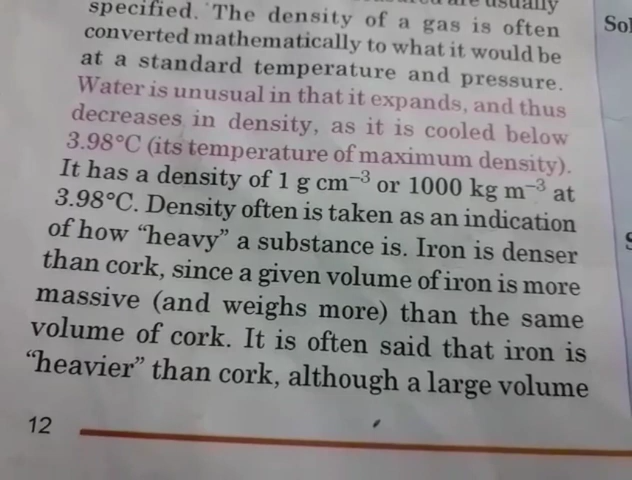 usually
specified. The density of a gas is often
converted mathematically to what it would be
at a standard temperature and pressure.
Water is unusual in that it expands, and thus
decreases in density, as it is cooled below
3.98°C (its temperature of maximum density).
It has a density of 1 g cm⁻³ or 1000 kg m⁻³ at
3.98°C. Density often is taken as an indication
of how “heavy” a substance is. Iron is denser
than cork, since a given volume of iron is more
massive (and weighs more) than the same
volume of cork. It is often said that iron is
“heavier” than cork, although a large volume
12